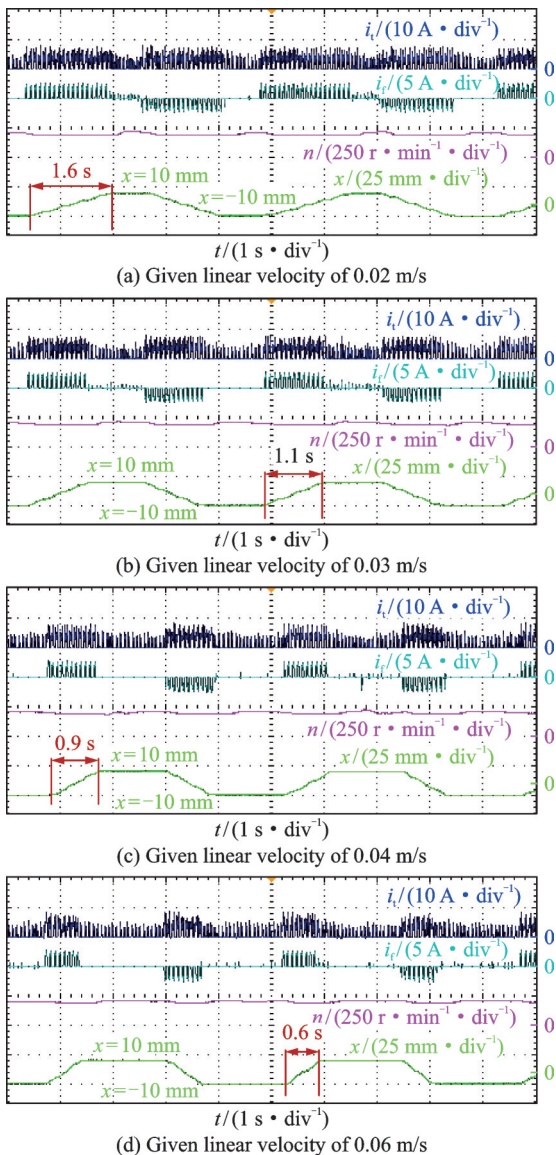 iₜ/(10 A • div⁻¹)
0
i_f/(5 A • div⁻¹)
0
n/(250 r • min⁻¹ • div⁻¹)
0
1.6 s
x=10 mm
x=−10 mm
x/(25 mm • div⁻¹)
0
t/(1 s • div⁻¹)
(a) Given linear velocity of 0.02 m/s
iₜ/(10 A • div⁻¹)
0
i_f/(5 A • div⁻¹)
0
n/(250 r • min⁻¹ • div⁻¹)
0
1.1 s
x=10 mm
x/(25 mm • div⁻¹)
0
x=−10 mm
t/(1 s • div⁻¹)
(b) Given linear velocity of 0.03 m/s
iₜ/(10 A • div⁻¹)
0
i_f/(5 A • div⁻¹)
0
n/(250 r • min⁻¹ • div⁻¹)
0
0.9 s
x=10 mm
x/(25 mm • div⁻¹)
0
x=−10 mm
t/(1 s • div⁻¹)
(c) Given linear velocity of 0.04 m/s
iₜ/(10 A • div⁻¹)
0
i_f/(5 A • div⁻¹)
0
n/(250 r • min⁻¹ • div⁻¹)
0
0.6 s
x=10 mm
x/(25 mm • div⁻¹)
0
x=−10 mm
t/(1 s • div⁻¹)
(d) Given linear velocity of 0.06 m/s